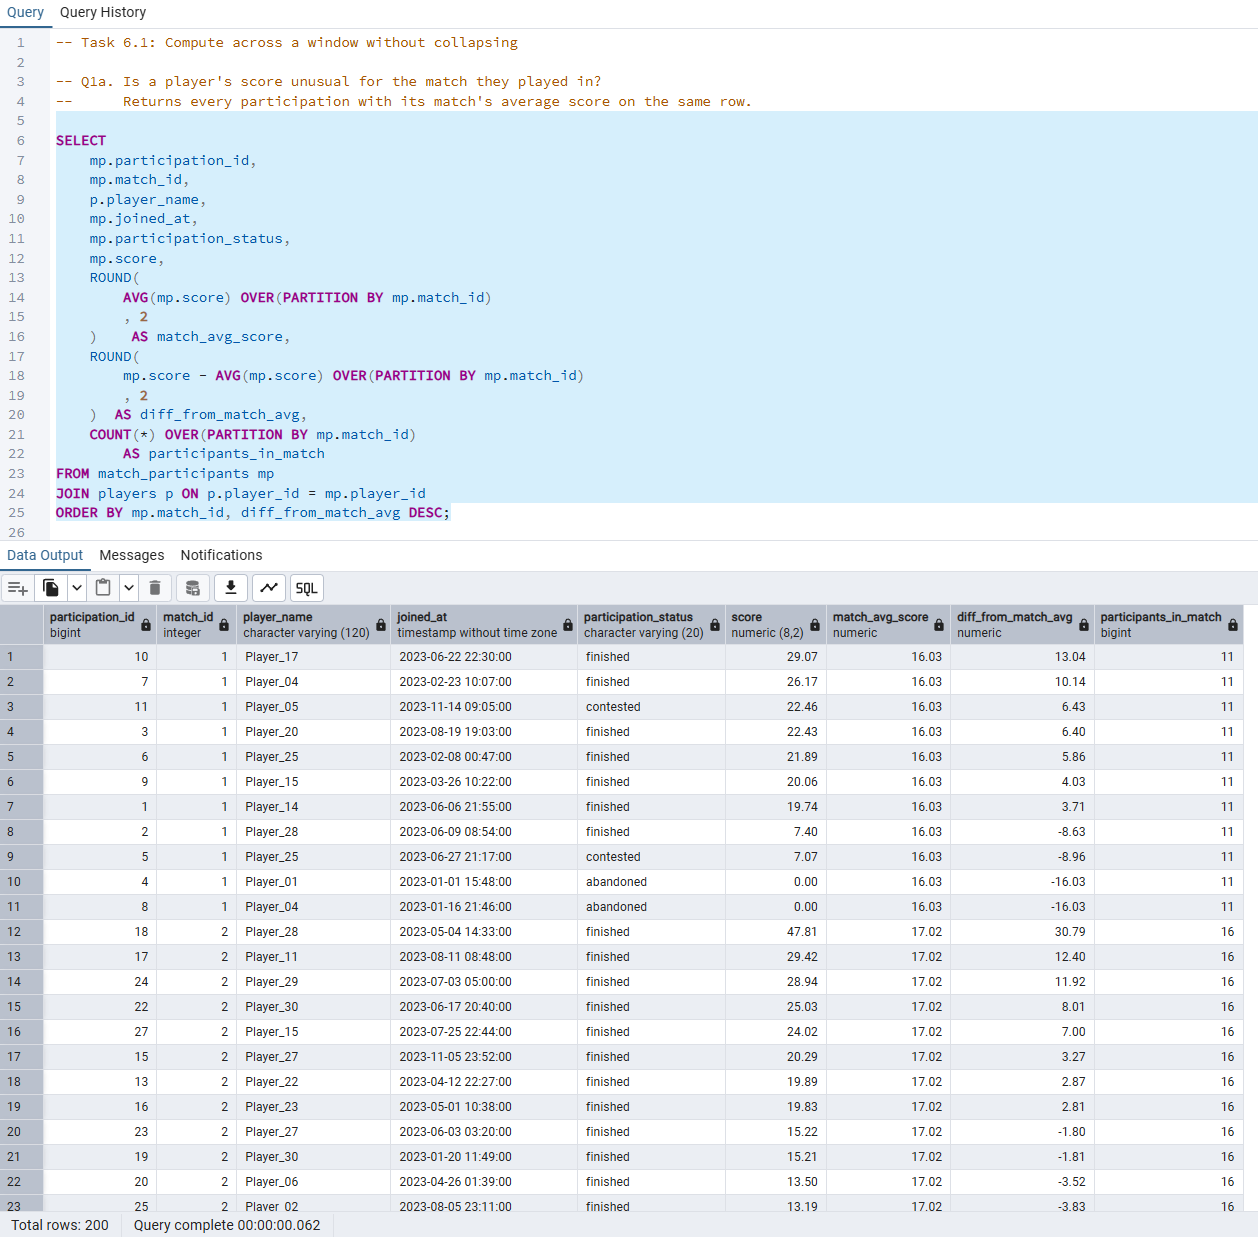 Query Query History
1 -- Task 6.1: Compute across a window without collapsing
2
3 -- Q1a. Is a player's score unusual for the match they played in?
4 --      Returns every participation with its match's average score on the same row.
5
6 SELECT
7     mp.participation_id,
8     mp.match_id,
9     p.player_name,
10     mp.joined_at,
11     mp.participation_status,
12     mp.score,
13     ROUND(
14         AVG(mp.score) OVER(PARTITION BY mp.match_id)
15         , 2
16     )    AS match_avg_score,
17     ROUND(
18         mp.score - AVG(mp.score) OVER(PARTITION BY mp.match_id)
19         , 2
20     )  AS diff_from_match_avg,
21     COUNT(*) OVER(PARTITION BY mp.match_id)
22         AS participants_in_match
23 FROM match_participants mp
24 JOIN players p ON p.player_id = mp.player_id
25 ORDER BY mp.match_id, diff_from_match_avg DESC;
26
Data Output Messages Notifications
SQL
participation_id match_id player_name joined_at participation_status score match_avg_score diff_from_match_avg participants_in_match
bigint integer character varying (120) timestamp without time zone character varying (20) numeric (8,2) numeric numeric bigint
1 10 1 Player_17 2023-06-22 22:30:00 finished 29.07 16.03 13.04 11
2 7 1 Player_04 2023-02-23 10:07:00 finished 26.17 16.03 10.14 11
3 11 1 Player_05 2023-11-14 09:05:00 contested 22.46 16.03 6.43 11
4 3 1 Player_20 2023-08-19 19:03:00 finished 22.43 16.03 6.40 11
5 6 1 Player_25 2023-02-08 00:47:00 finished 21.89 16.03 5.86 11
6 9 1 Player_15 2023-03-26 10:22:00 finished 20.06 16.03 4.03 11
7 1 1 Player_14 2023-06-06 21:55:00 finished 19.74 16.03 3.71 11
8 2 1 Player_28 2023-06-09 08:54:00 finished 7.40 16.03 -8.63 11
9 5 1 Player_25 2023-06-27 21:17:00 contested 7.07 16.03 -8.96 11
10 4 1 Player_01 2023-01-01 15:48:00 abandoned 0.00 16.03 -16.03 11
11 8 1 Player_04 2023-01-16 21:46:00 abandoned 0.00 16.03 -16.03 11
12 18 2 Player_28 2023-05-04 14:33:00 finished 47.81 17.02 30.79 16
13 17 2 Player_11 2023-08-11 08:48:00 finished 29.42 17.02 12.40 16
14 24 2 Player_29 2023-07-03 05:00:00 finished 28.94 17.02 11.92 16
15 22 2 Player_30 2023-06-17 20:40:00 finished 25.03 17.02 8.01 16
16 27 2 Player_15 2023-07-25 22:44:00 finished 24.02 17.02 7.00 16
17 15 2 Player_27 2023-11-05 23:52:00 finished 20.29 17.02 3.27 16
18 13 2 Player_22 2023-04-12 22:27:00 finished 19.89 17.02 2.87 16
19 16 2 Player_23 2023-05-01 10:38:00 finished 19.83 17.02 2.81 16
20 23 2 Player_27 2023-06-03 03:20:00 finished 15.22 17.02 -1.80 16
21 19 2 Player_30 2023-01-20 11:49:00 finished 15.21 17.02 -1.81 16
22 20 2 Player_06 2023-04-26 01:39:00 finished 13.50 17.02 -3.52 16
23 25 2 Player_02 2023-08-05 23:11:00 finished 13.19 17.02 -3.83 16
Total rows: 200 Query complete 00:00:00.062